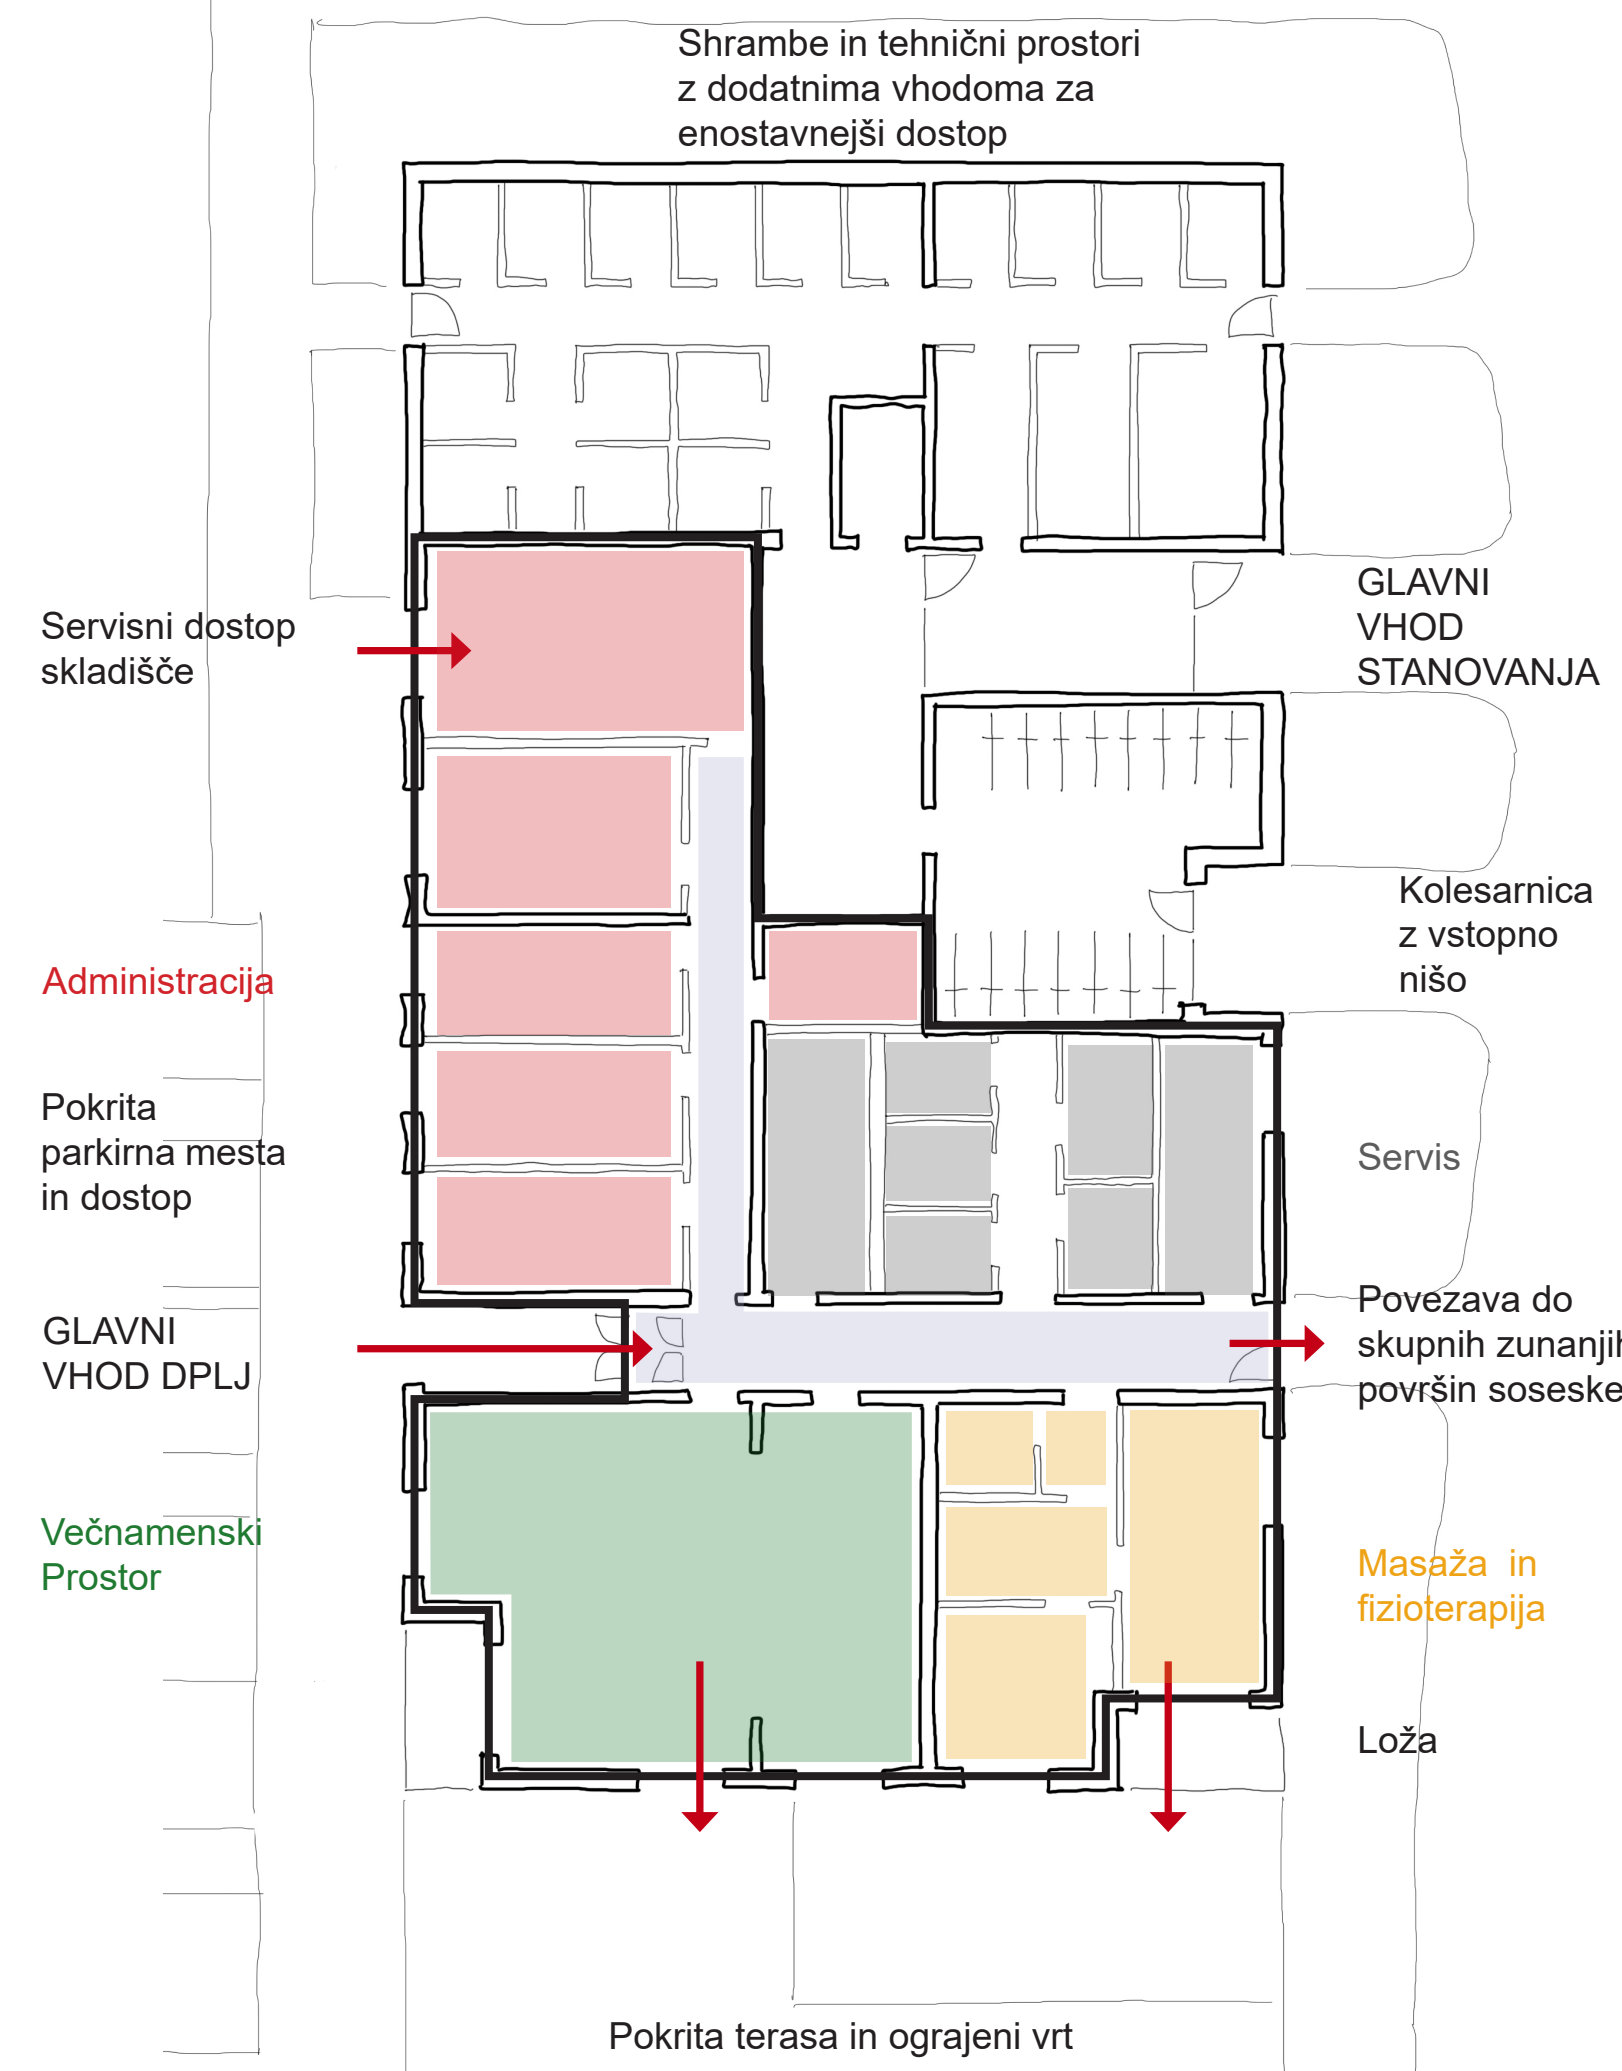 Shrambe in tehnični prostori
z dodatnima vhodoma za
enostavnejši dostop
Servisni dostop
skladišče
GLAVNI
VHOD
STANOVANJA
Kolesarnica
z vstopno
nišo
Administracija
Pokrita
parkirna mesta
in dostop
Servis
GLAVNI
VHOD DPLJ
Povezava do
skupnih zunanjih
površin soseske
Večnamenski
Prostor
Masaža in
fizioterapija
Loža
Pokrita terasa in ograjeni vrt